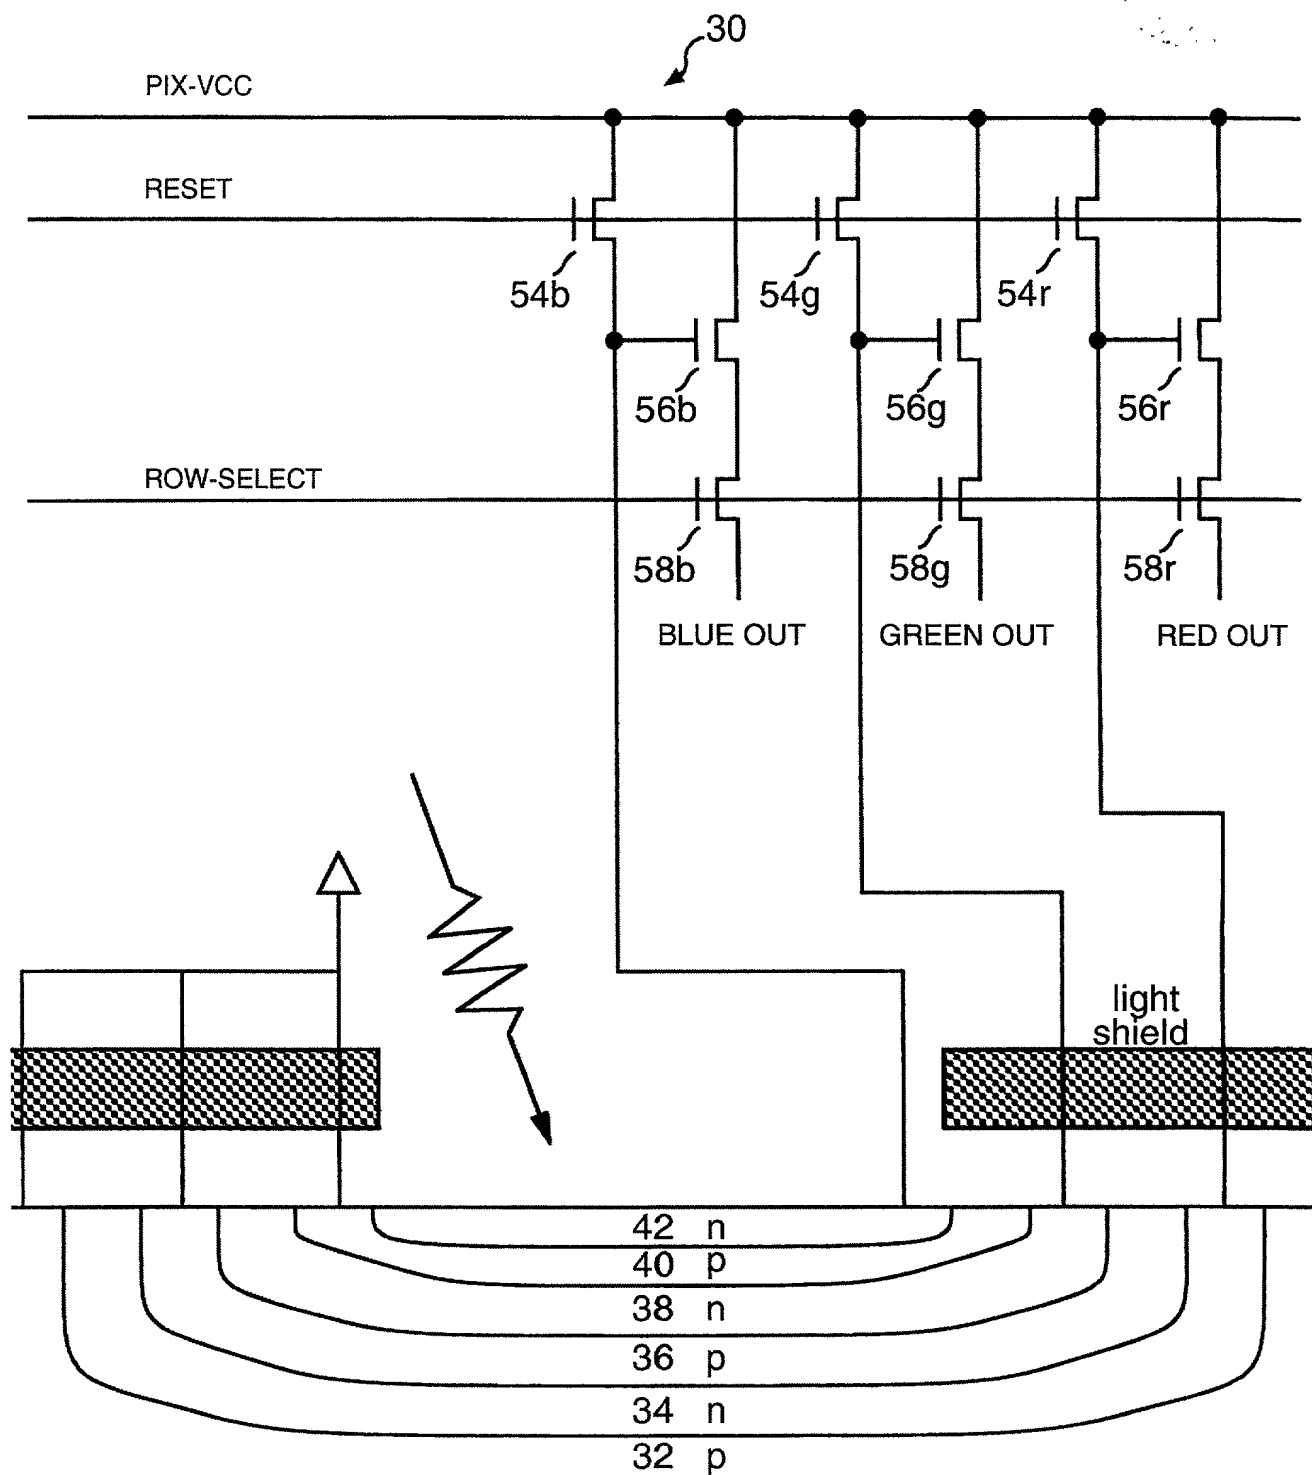 30
PIX-VCC
RESET
54b
54g
54r
56b
56g
56r
ROW-SELECT
58b
58g
58r
BLUE OUT
GREEN OUT
RED OUT
light
shield
42 n
40 p
38 n
36 p
34 n
32 p